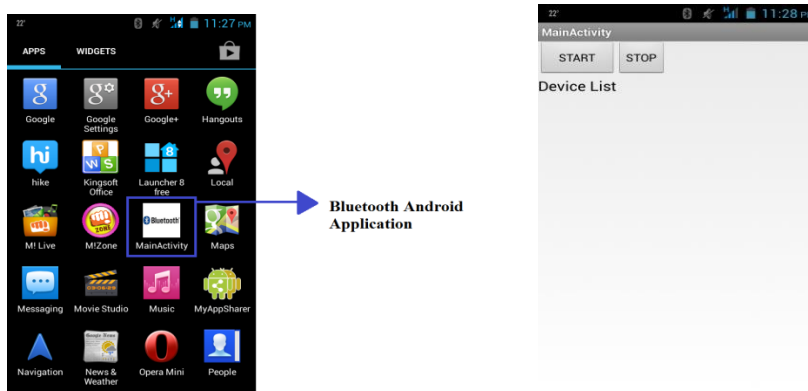 22°
11:27 PM
APPS WIDGETS
Google
Google Settings
Google+
Hangouts
hike
Kingsoft Office
Launcher 8 free
Local
M! Live
M!Zone
Bluetooth
MainActivity
Maps
Messaging
Movie Studio
Music
MyAppSharer
Navigation
News & Weather
Opera Mini
People
Bluetooth Android
Application
22°
11:28 PM
MainActivity
START STOP
Device List